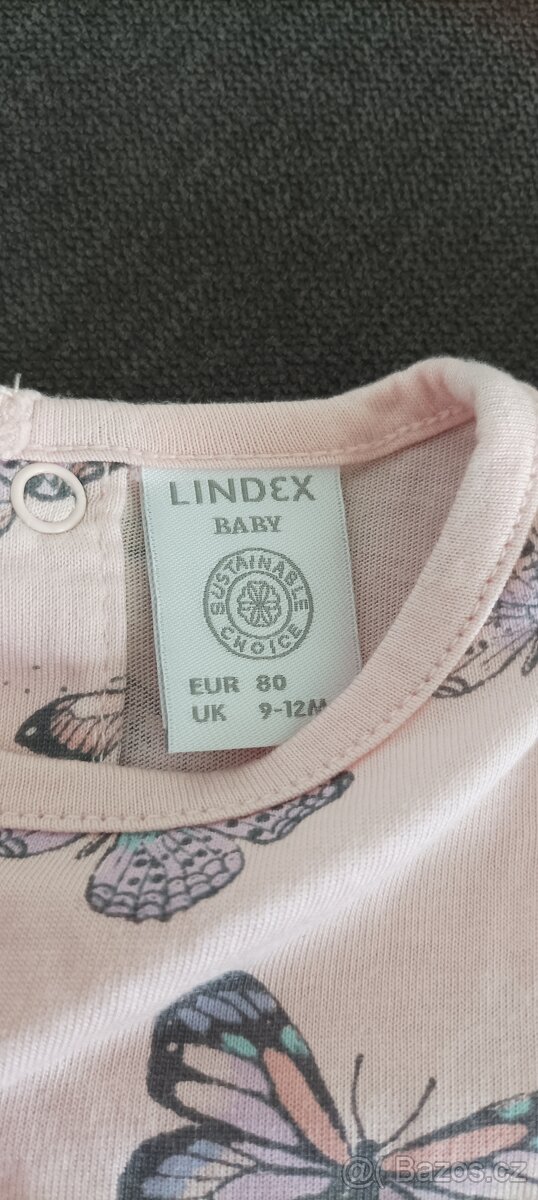 LINDEX
BABY
SUSTAINABLE
CHOICE
EUR 80
UK 9-12M
Bazos.cz